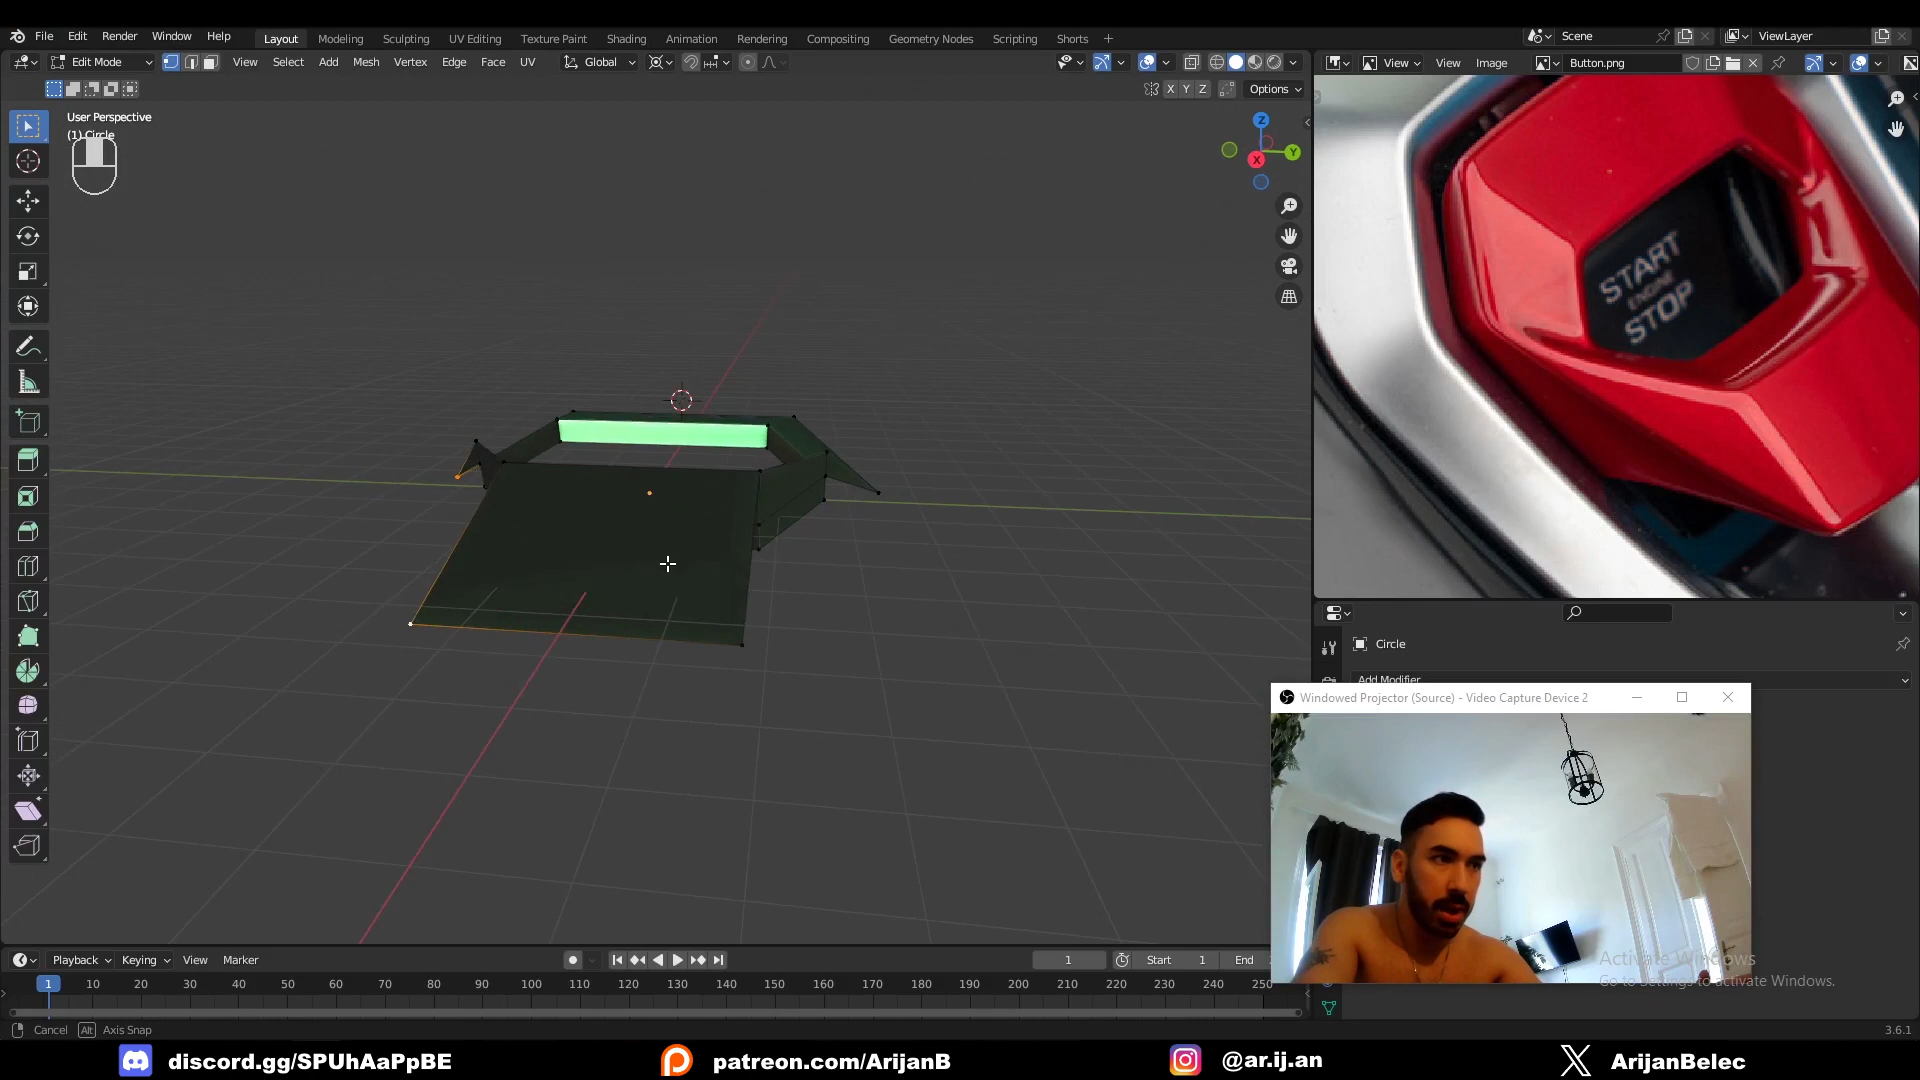 File Edit Render Window Help Layout Modeling Sculpting UV Editing Texture Paint Shading Animation Rendering Compositing Geometry Nodes Scripting Shorts + Scene ViewLayer
Edit Mode View Select Add Mesh Vertex Edge Face UV Global View View Image Button.png
X Y Z Options
User Perspective
(1) Circle
Z
Y
X
START
ENGINE
STOP
Circle
Add Modifier
Windowed Projector (Source) - Video Capture Device 2
Activate Windows
Go to Settings to activate Windows.
Playback Keying View Marker 1 Start 1 End
1 10 20 30 40 50 60 70 80 90 100 110 120 130 140 150 160 170 180 190 200 210 220 230 240 250
Cancel Alt Axis Snap 3.6.1
discord.gg/SPUhAaPpBE patreon.com/ArijanB @ar.ij.an ArijanBelec